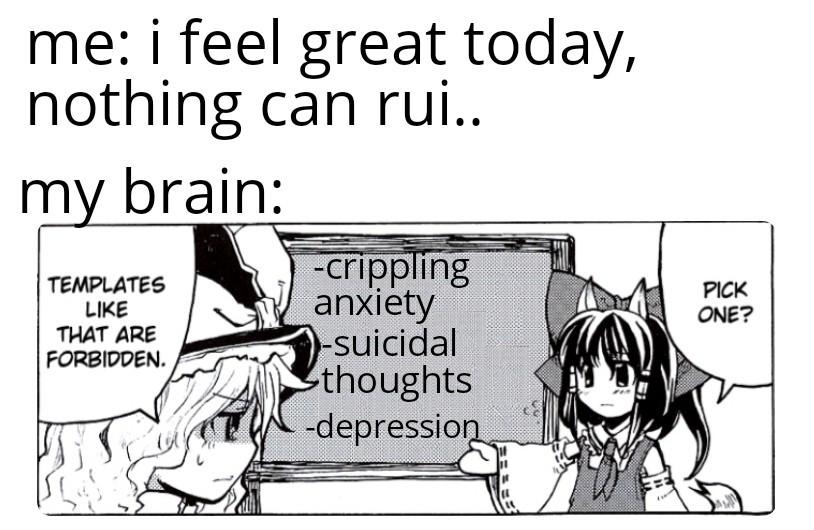 me: i feel great today,
nothing can rui..
my brain:
TEMPLATES
LIKE
THAT ARE
FORBIDDEN.
-crippling
anxiety
-suicidal
-thoughts
-depression
PICK
ONE?